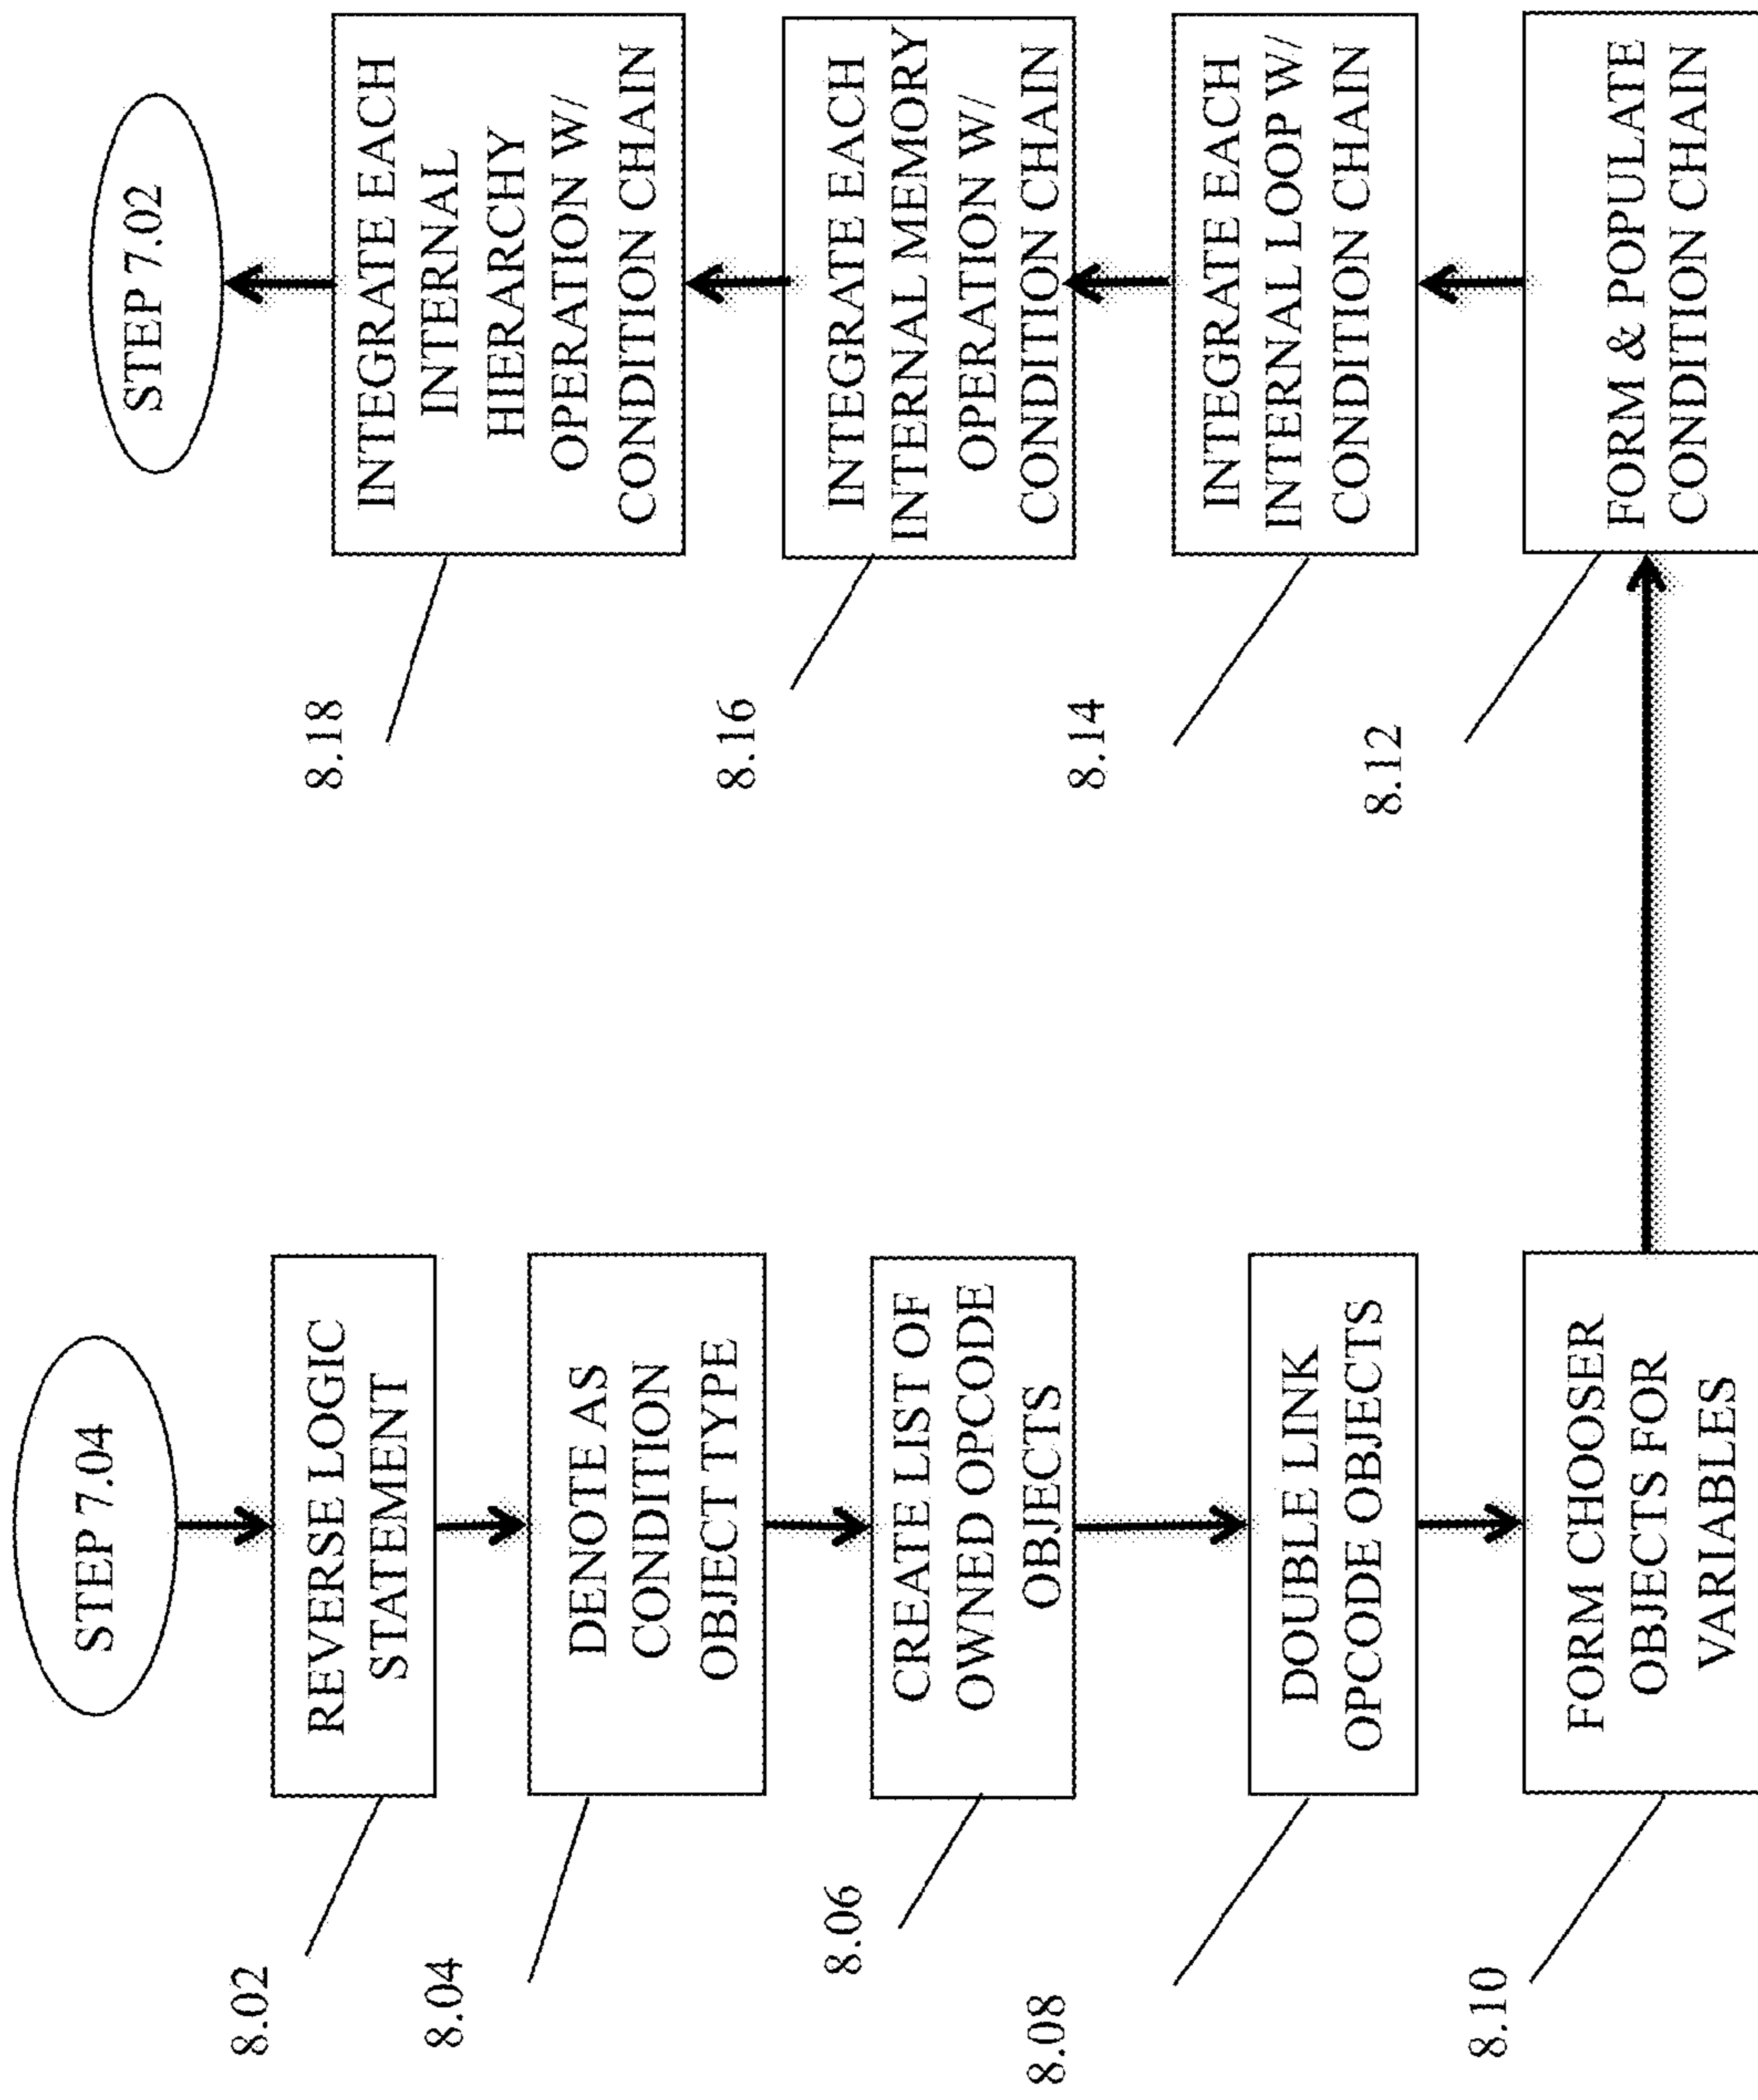 STEP 7.04
8.02
REVERSE LOGIC
STATEMENT
8.04
DENOTE AS
CONDITION
OBJECT TYPE
8.06
CREATE LIST OF
OWNED OPCODE
OBJECTS
8.08
DOUBLE LINK
OPCODE OBJECTS
8.10
FORM CHOOSER
OBJECTS FOR
VARIABLES
8.12
FORM & POPULATE
CONDITION CHAIN
8.14
INTEGRATE EACH
INTERNAL LOOP W/
CONDITION CHAIN
8.16
INTEGRATE EACH
INTERNAL MEMORY
OPERATION W/
CONDITION CHAIN
8.18
INTEGRATE EACH
INTERNAL
HIERARCHY
OPERATION W/
CONDITION CHAIN
STEP 7.02